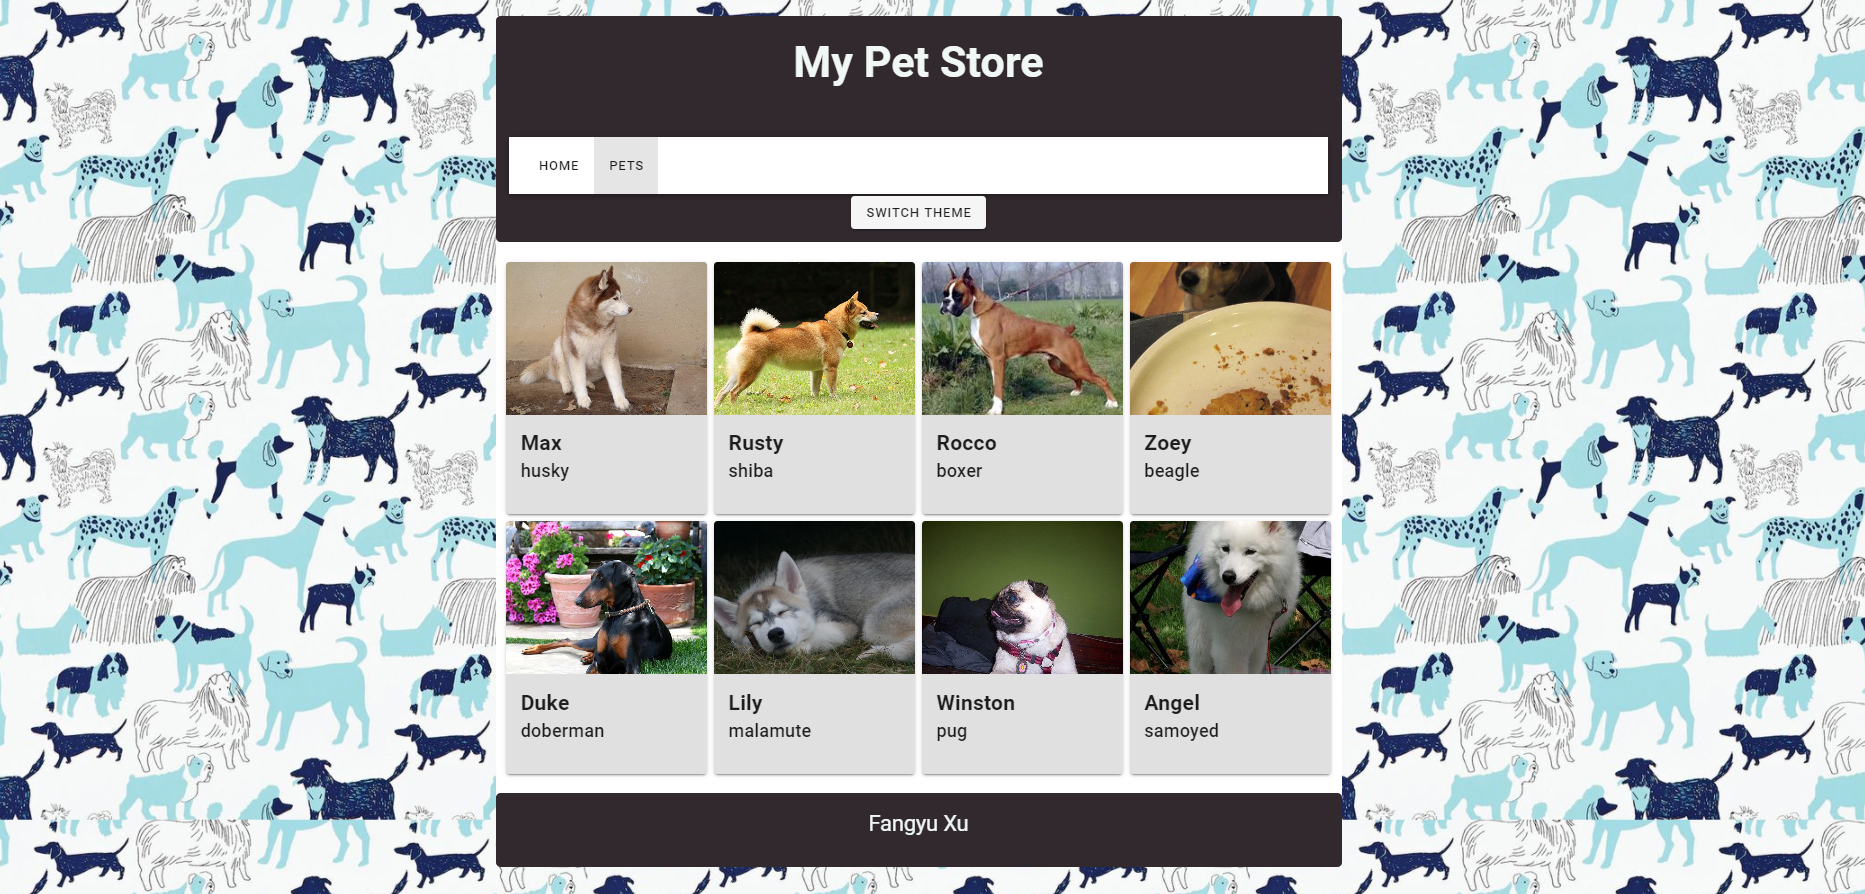 My Pet Store
HOME PETS
SWITCH THEME
Max
husky
Rusty
shiba
Rocco
boxer
Zoey
beagle
Duke
doberman
Lily
malamute
Winston
pug
Angel
samoyed
Fangyu Xu